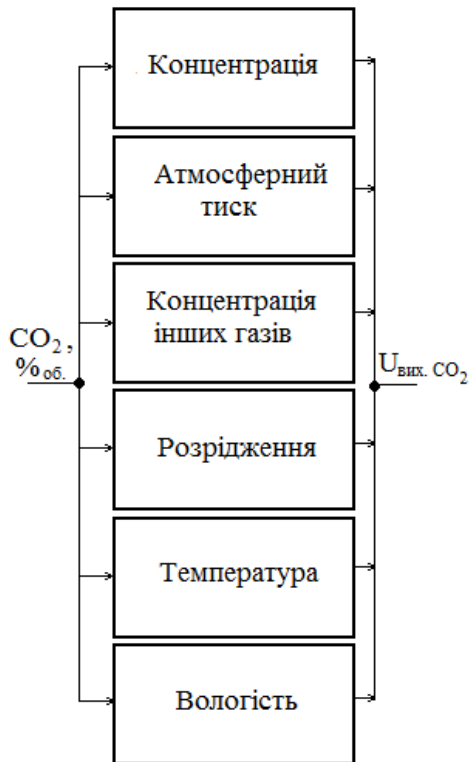 Концентрація
Атмосферний
тиск
Концентрація
інших газів
CO₂ ,
% об.
Uвих. CO₂
Розрідження
Температура
Вологість